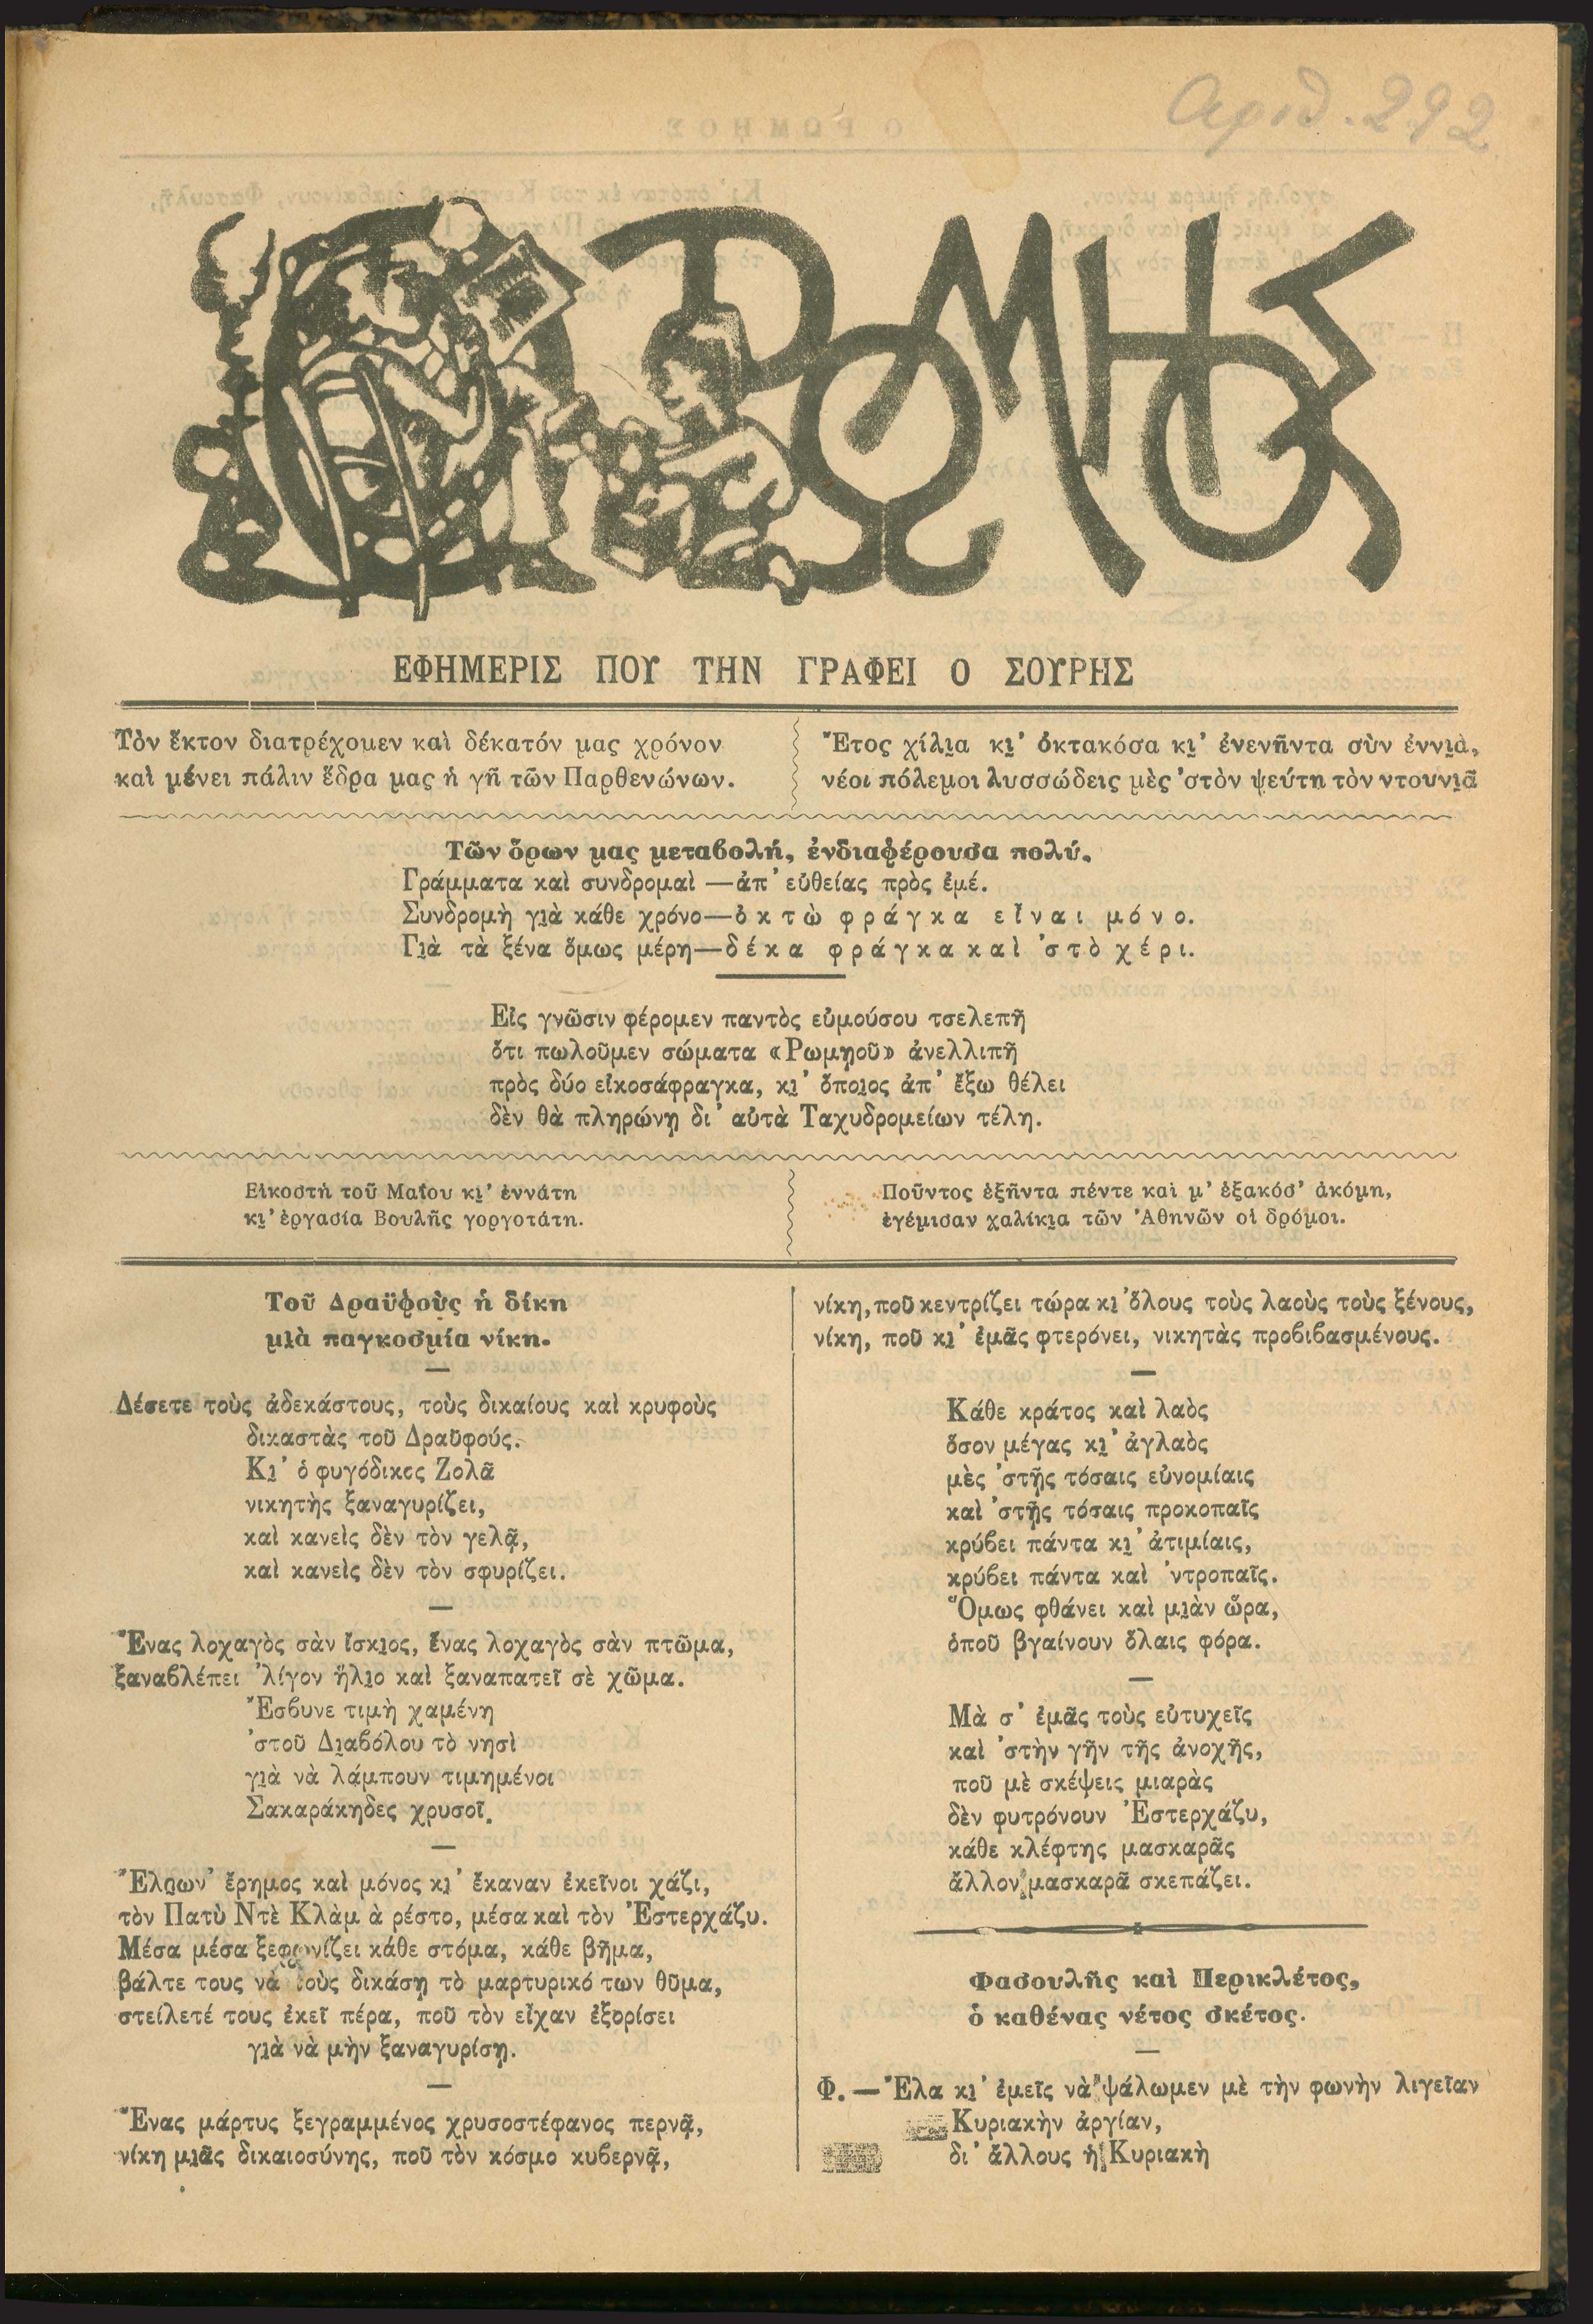 Αριθ. 292
Ο ΡΩΜΗΟΣ
ΕΦΗΜΕΡΙΣ ΠΟΥ ΤΗΝ ΓΡΑΦΕΙ Ο ΣΟΥΡΗΣ
Τὸν ἕκτον διατρέχομεν καὶ δέκατόν μας χρόνον
καὶ μένει πάλιν ἕδρα μας ἡ γῆ τῶν Παρθενώνων.
Ἔτος χίλια κι’ ὀκτακόσα κι’ ἐνενῆντα σὺν ἐννιά,
νέοι πόλεμοι λυσσώδεις μὲς ’στὸν ψεύτη τὸν ντουνιᾶ
Τῶν ὅρων μας μεταβολή, ἐνδιαφέρουσα πολύ.
Γράμματα καὶ συνδρομαὶ —ἀπ’ εὐθείας πρὸς ἐμέ.
Συνδρομὴ γιὰ κάθε χρόνο—ὀκτὼ φράγκα εἶναι μόνο.
Γιὰ τὰ ξένα ὅμως μέρη—δέκα φράγκα καὶ ’στὸ χέρι.
Εἰς γνῶσιν φέρομεν παντὸς εὐμούσου τσελεπῆ
ὅτι πωλοῦμεν σώματα «Ρωμηοῦ» ἀνελλιπῆ
πρὸς δύο εἰκοσάφραγκα, κι’ ὅποιος ἀπ’ ἔξω θέλει
δὲν θὰ πληρώνῃ δι’ αὐτὰ Ταχυδρομείων τέλη.
Εἰκοστὴ τοῦ Μαΐου κι’ ἐννάτη
κι’ ἐργασία Βουλῆς γοργοτάτη.
Ποῦντος ἑξῆντα πέντε καὶ μ’ ἑξακόσ’ ἀκόμη,
ἐγέμισαν χαλίκια τῶν Ἀθηνῶν οἱ δρόμοι.
Τοῦ Δραϋφοὺς ἡ δίκη
μιὰ παγκοσμία νίκη.
Δέσετε τοὺς ἀδεκάστους, τοὺς δικαίους καὶ κρυφοὺς
δικαστὰς τοῦ Δραϋφούς.
Κι’ ὁ φυγόδικος Ζολᾶ
νικητὴς ξαναγυρίζει,
καὶ κανεὶς δὲν τὸν γελᾷ,
καὶ κανεὶς δὲν τὸν σφυρίζει.
Ἕνας λοχαγὸς σὰν ἴσκιος, ἕνας λοχαγὸς σὰν πτῶμα,
ξαναβλέπει ’λίγον ἥλιο καὶ ξαναπατεῖ σὲ χῶμα.
Ἔσβυνε τιμὴ χαμένη
’στοῦ Διαβόλου τὸ νησὶ
γιὰ νὰ λάμπουν τιμημένοι
Σακαράκηδες χρυσοῖ.
Ἔλυων’ ἔρημος καὶ μόνος κι’ ἔκαναν ἐκεῖνοι χάζι,
τὸν Πατὺ Ντὲ Κλὰμ ἀ ρέστο, μέσα καὶ τὸν Ἐστερχάζυ.
Μέσα μέσα ξεφωνίζει κάθε στόμα, κάθε βῆμα,
βάλτε τους νὰ τοὺς δικάσῃ τὸ μαρτυρικό των θῦμα,
στείλετέ τους ἐκεῖ πέρα, ποῦ τὸν εἶχαν ἐξορίσει
γιὰ νὰ μὴν ξαναγυρίσῃ.
Ἕνας μάρτυς ξεγραμμένος χρυσοστέφανος περνᾷ,
νίκη μιᾶς δικαιοσύνης, ποῦ τὸν κόσμο κυβερνᾷ,
νίκη, ποῦ κεντρίζει τώρα κι ὅλους τοὺς λαοὺς τοὺς ξένους,
νίκη, ποῦ κι’ ἐμᾶς φτερόνει, νικητὰς προβιβασμένους.
Κάθε κράτος καὶ λαὸς
ὅσον μέγας κι’ ἀγλαὸς
μὲς ’στῇς τόσαις εὐνομίαις
καὶ ’στῇς τόσαις προκοπαῖς
κρύβει πάντα κι’ ἀτιμίαις,
κρύβει πάντα καὶ ’ντροπαῖς.
Ὅμως φθάνει καὶ μιὰν ὥρα,
ὁποῦ βγαίνουν ὅλαις φόρα.
Μὰ σ’ ἐμᾶς τοὺς εὐτυχεῖς
καὶ ’στὴν γῆν τῆς ἀνοχῆς,
ποῦ μὲ σκέψεις μιαρὰς
δὲν φυτρόνουν Ἐστερχάζυ,
κάθε κλέφτης μασκαρᾶς
ἄλλον μασκαρᾶ σκεπάζει.
Φασουλῆς καὶ Περικλέτος,
ὁ καθένας νέτος σκέτος.
Φ. — Ἔλα κι’ ἐμεῖς νὰ ψάλωμεν μὲ τὴν φωνὴν λιγεῖαν
Κυριακὴν ἀργίαν,
δι’ ἄλλους ἡ Κυριακὴ